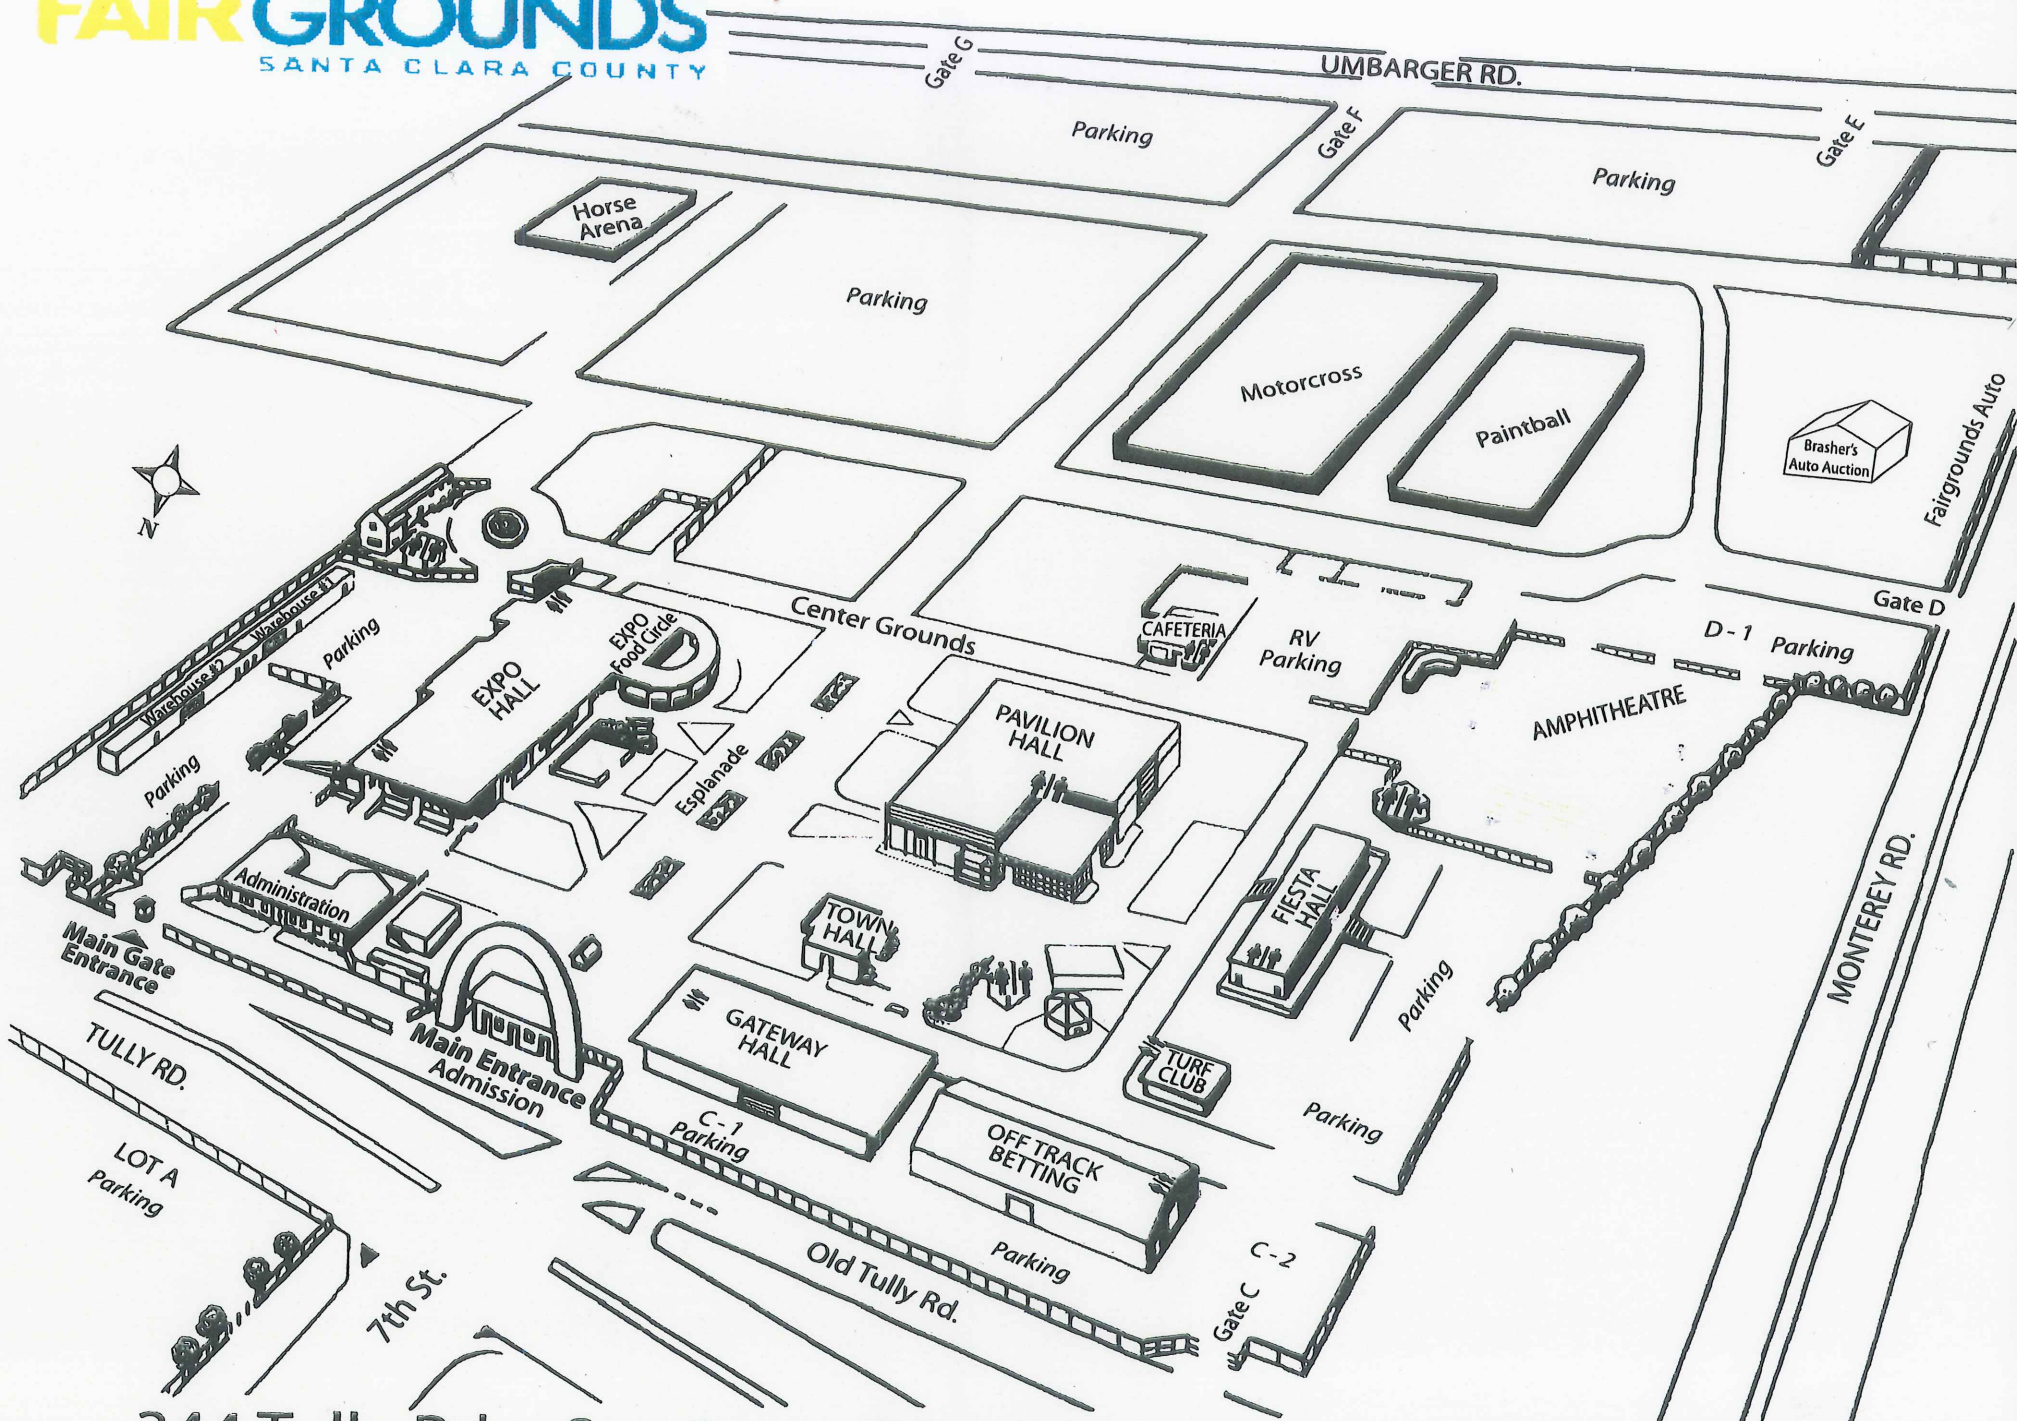 FAIRGROUNDS
SANTA CLARA COUNTY
Gate G
UMBARGER RD.
Parking
Gate F
Gate E
Parking
Horse
Arena
Parking
Motorcross
Paintball
Brasher's
Auto Auction
Fairgrounds Auto
N
Warehouse #1
Warehouse #2
Parking
Parking
EXPO
HALL
EXPO
Food Circle
Center Grounds
CAFETERIA
RV
Parking
Gate D
D - 1 Parking
AMPHITHEATRE
Esplanade
PAVILION
HALL
MONTEREY RD.
Administration
TOWN
HALL
FIESTA
HALL
Main Gate
Entrance
Parking
GATEWAY
HALL
Main Entrance
Admission
TURF
CLUB
TULLY RD.
Parking
C - 1
Parking
OFF TRACK
BETTING
LOT A
Parking
Parking
C - 2
Old Tully Rd.
Gate C
7th St.